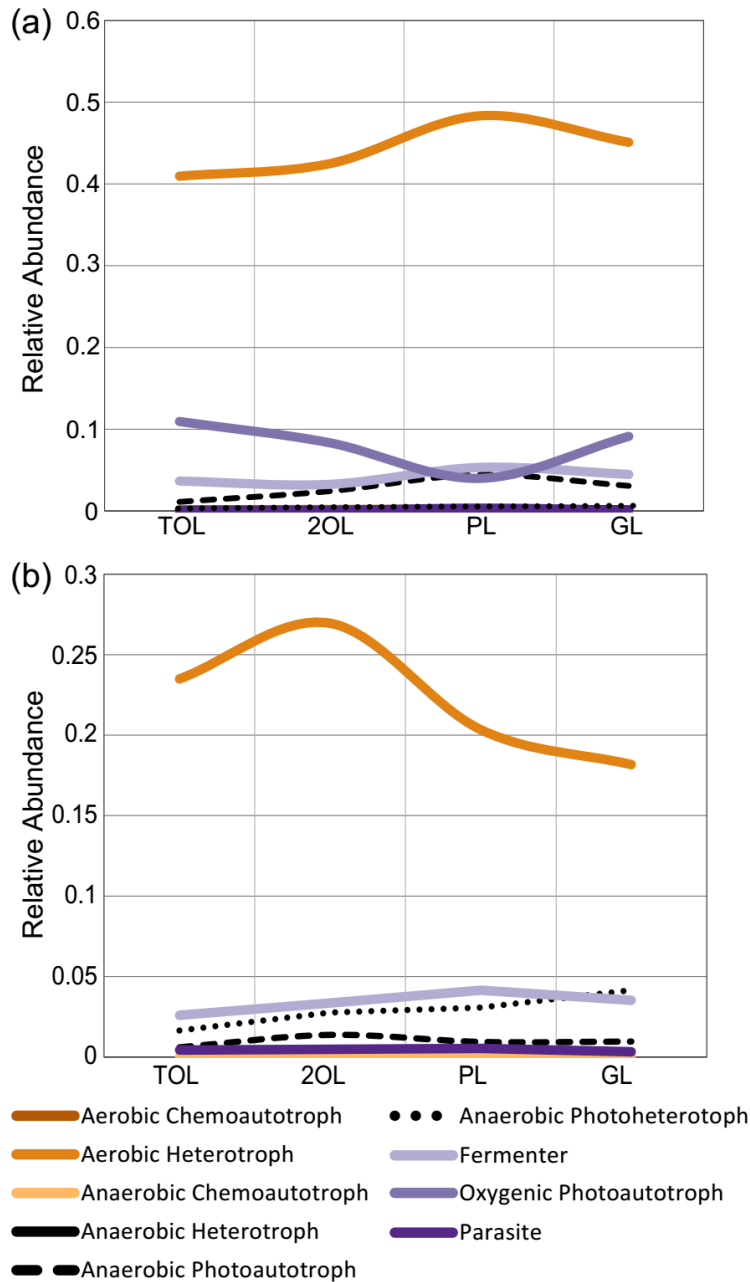 (a)
0.6
0.5
0.4
0.3
0.2
0.1
0
Relative Abundance
TOL 2OL PL GL
(b)
0.3
0.25
0.2
0.15
0.1
0.05
0
Relative Abundance
TOL 2OL PL GL
Aerobic Chemoautotroph
Aerobic Heterotroph
Anaerobic Chemoautotroph
Anaerobic Heterotroph
Anaerobic Photoautotroph
Anaerobic Photoheterotoph
Fermenter
Oxygenic Photoautotroph
Parasite